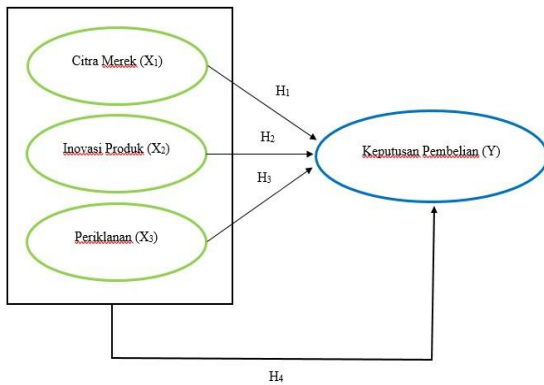 Citra Merek (X₁)
H₁
H₂
Inovasi Produk (X₂)
Keputusan Pembelian (Y)
H₃
Periklanan (X₃)
H₄